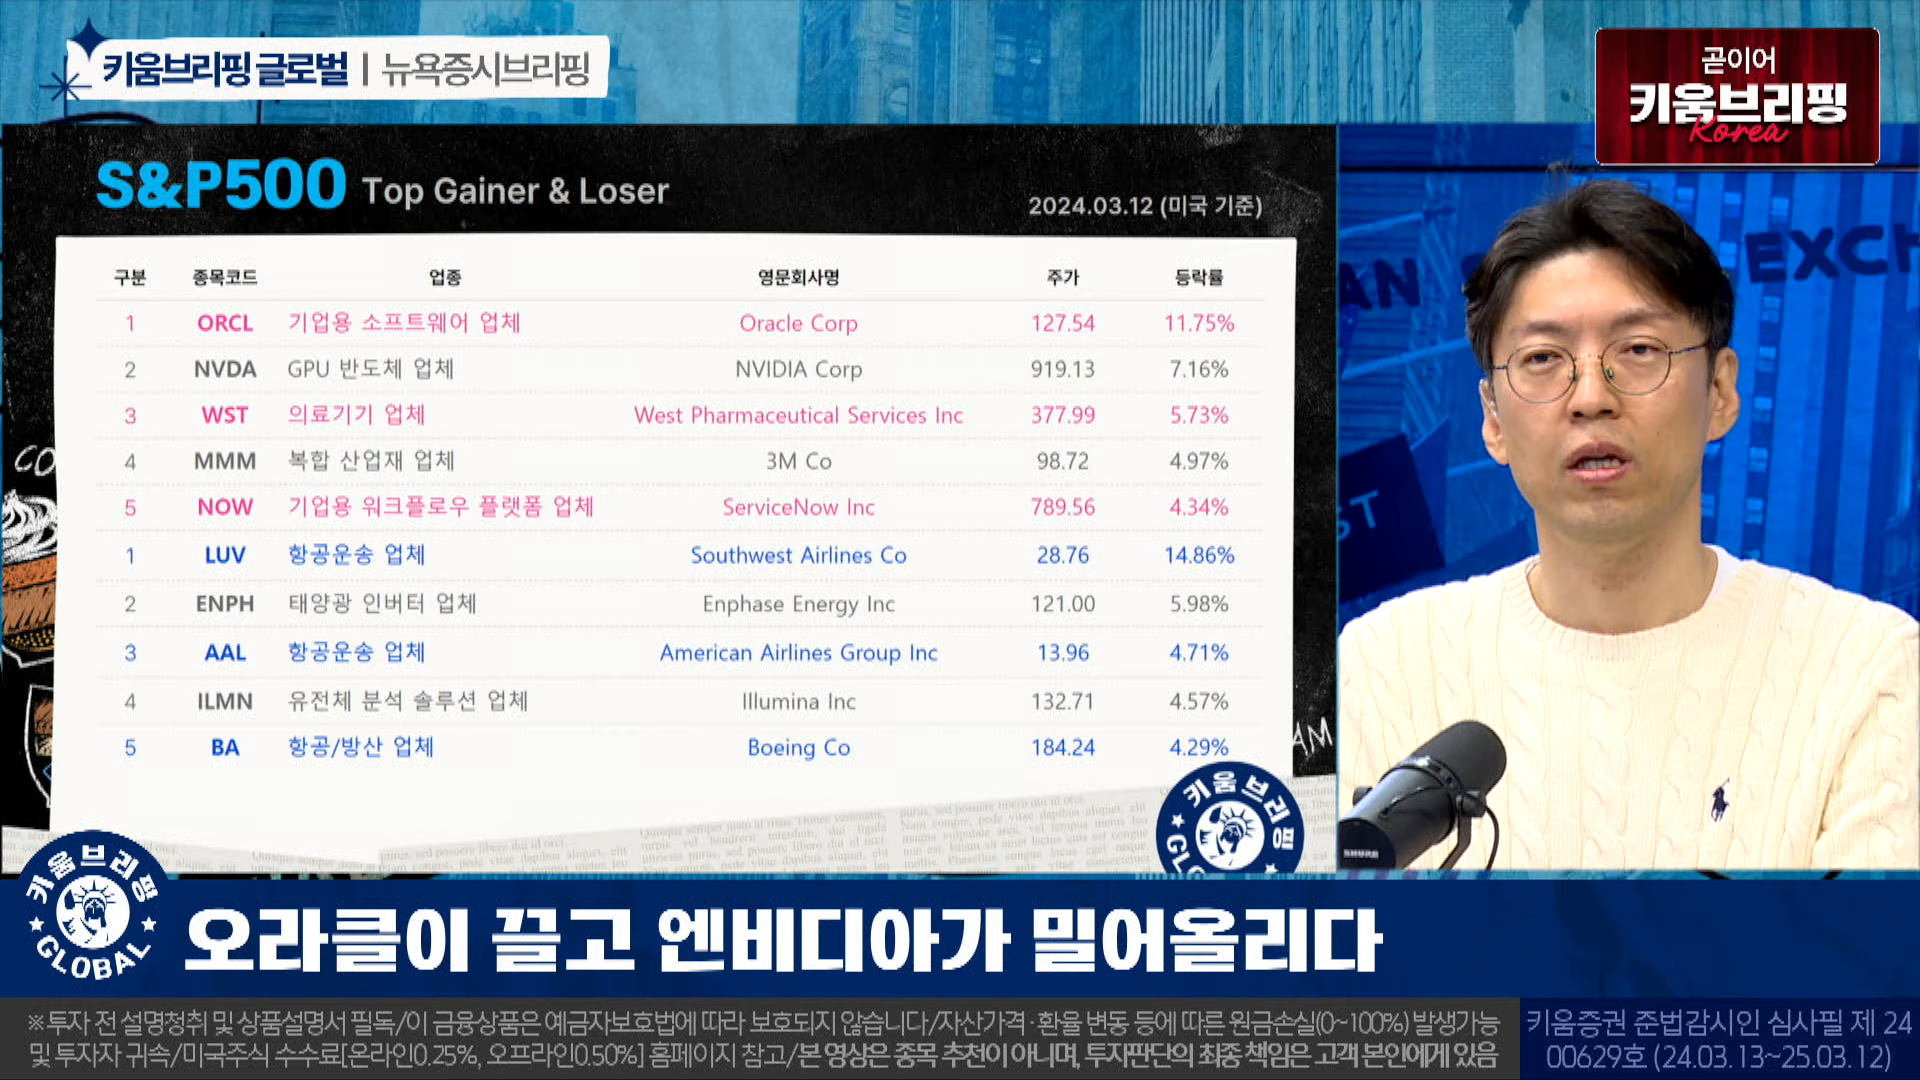 키움브리핑 글로벌 | 뉴욕증시브리핑
곧이어
키움브리핑
Korea
S&P500 Top Gainer & Loser
2024.03.12 (미국 기준)
구분 종목코드 업종 영문회사명 주가 등락률
1 ORCL 기업용 소프트웨어 업체 Oracle Corp 127.54 11.75%
2 NVDA GPU 반도체 업체 NVIDIA Corp 919.13 7.16%
3 WST 의료기기 업체 West Pharmaceutical Services Inc 377.99 5.73%
4 MMM 복합 산업재 업체 3M Co 98.72 4.97%
5 NOW 기업용 워크플로우 플랫폼 업체 ServiceNow Inc 789.56 4.34%
1 LUV 항공운송 업체 Southwest Airlines Co 28.76 14.86%
2 ENPH 태양광 인버터 업체 Enphase Energy Inc 121.00 5.98%
3 AAL 항공운송 업체 American Airlines Group Inc 13.96 4.71%
4 ILMN 유전체 분석 솔루션 업체 Illumina Inc 132.71 4.57%
5 BA 항공/방산 업체 Boeing Co 184.24 4.29%
키움브리핑
키움브리핑
GLOBAL
오라클이 끌고 엔비디아가 밀어올리다
※투자 전 설명청취 및 상품설명서 필독/이 금융상품은 예금자보호법에 따라 보호되지 않습니다/자산가격·환율 변동 등에 따른 원금손실(0~100%) 발생가능
및 투자자 귀속/미국주식 수수료[온라인0.25%, 오프라인0.50%] 홈페이지 참고/본 영상은 종목 추천이 아니며, 투자판단의 최종 책임은 고객 본인에게 있음
키움증권 준법감시인 심사필 제 24
00629호 (24.03.13~25.03.12)